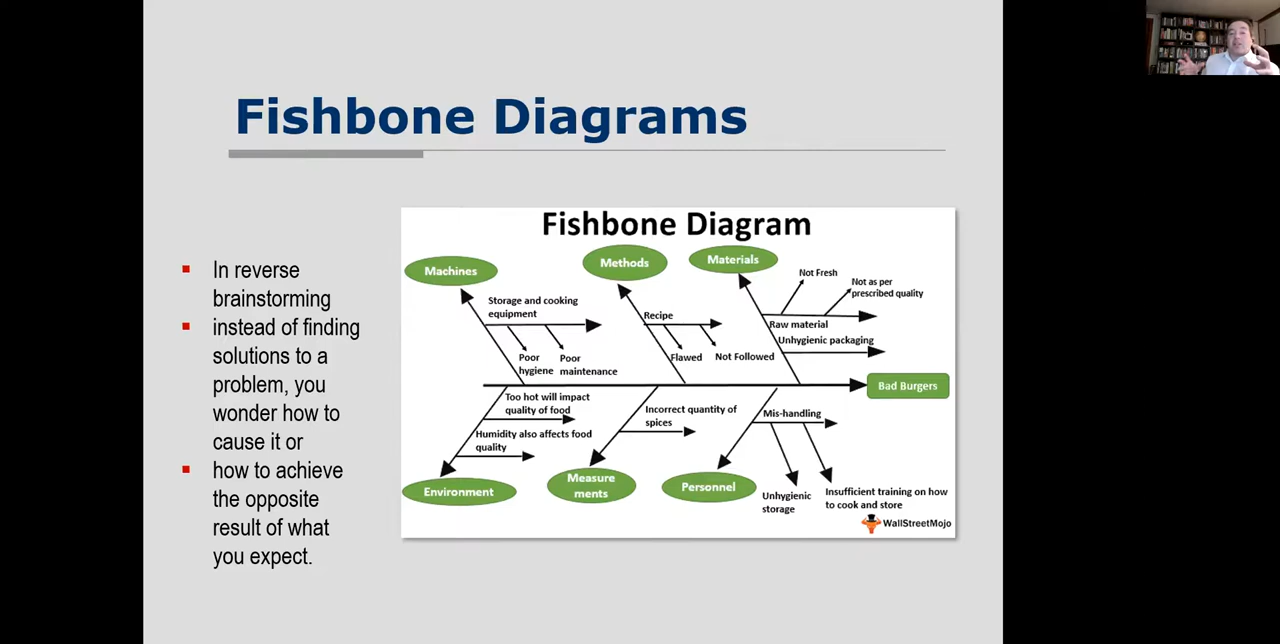 Fishbone Diagrams
In reverse
brainstorming
instead of finding
solutions to a
problem, you
wonder how to
cause it or
how to achieve
the opposite
result of what
you expect.
Fishbone Diagram
Machines
Methods
Materials
Storage and cooking
equipment
Poor
hygiene
Poor
maintenance
Recipe
Flawed
Not Followed
Not Fresh
Not as per
prescribed quality
Raw material
Unhygienic packaging
Bad Burgers
Too hot will impact
quality of food
Humidity also affects food
quality
Environment
Incorrect quantity of
spices
Measure
ments
Mis-handling
Personnel
Unhygienic
storage
Insufficient training on how
to cook and store
WallStreetMojo